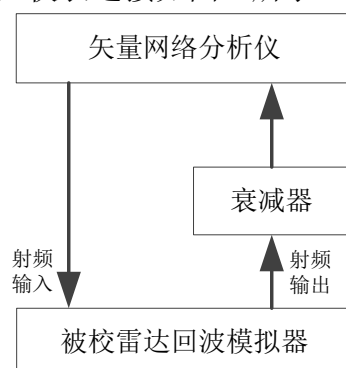 矢量网络分析仪
衰减器
射频
输入
射频
输出
被校雷达回波模拟器